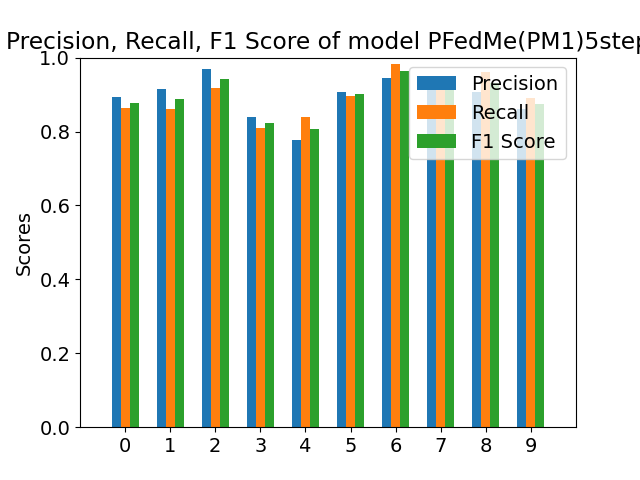 Precision, Recall, F1 Score of model PFedMe(PM1)5step
1.0
0.8
0.6
0.4
0.2
0.0
Scores
Precision
Recall
F1 Score
0 1 2 3 4 5 6 7 8 9